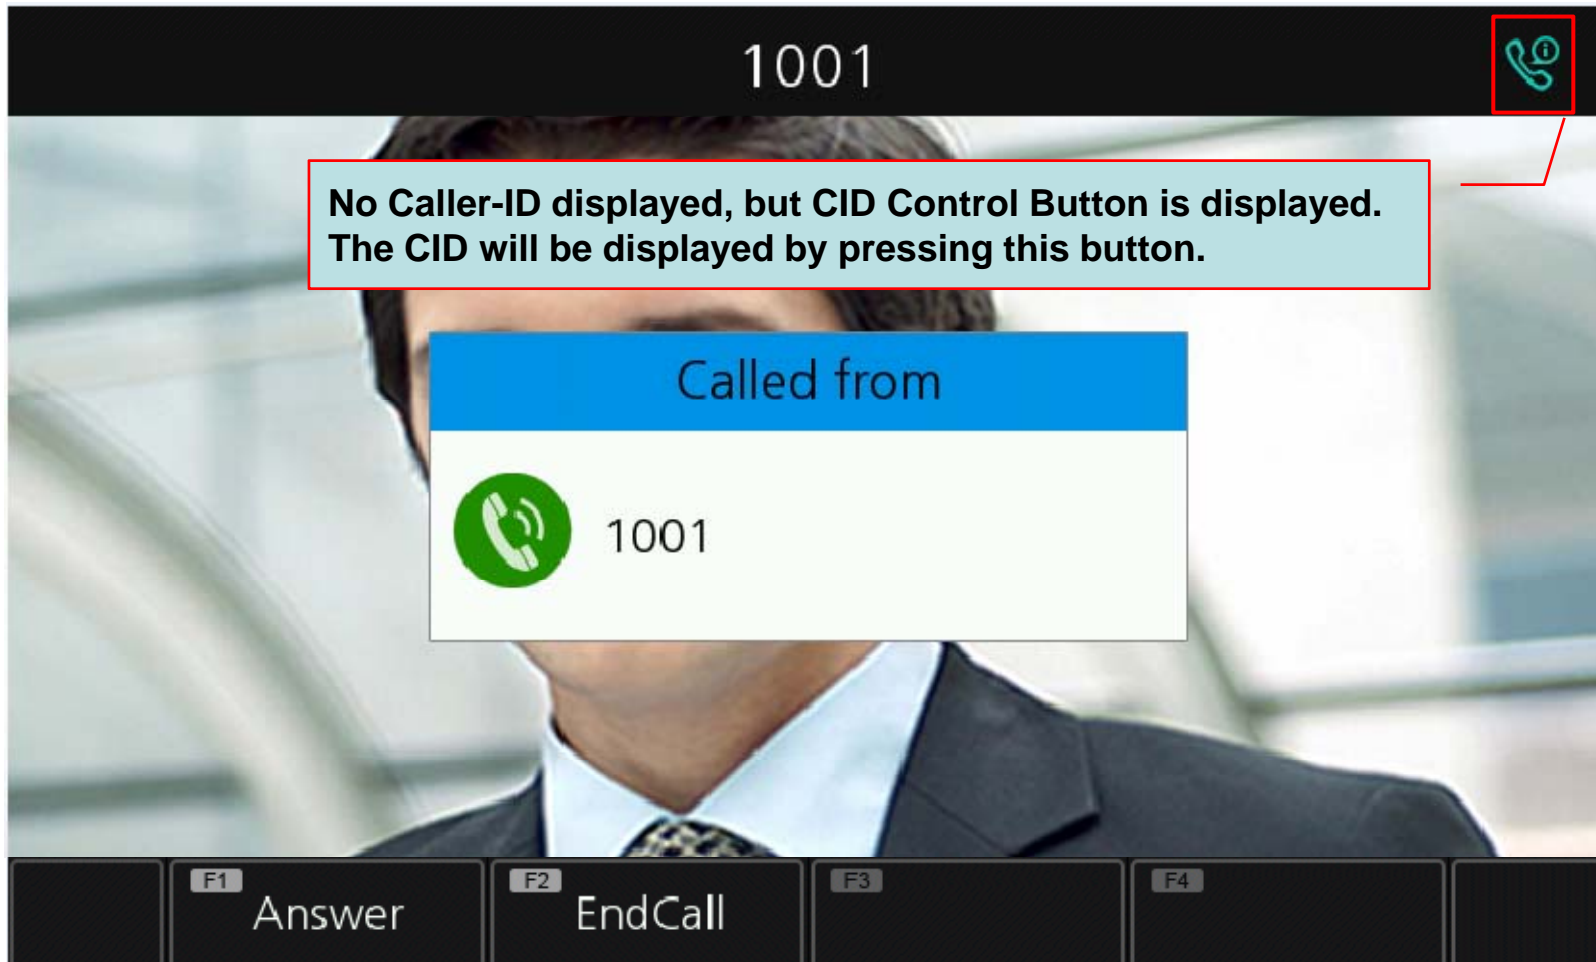 1001
No Caller-ID displayed, but CID Control Button is displayed.
The CID will be displayed by pressing this button.
Called from
1001
F1
Answer
F2
EndCall
F3
F4